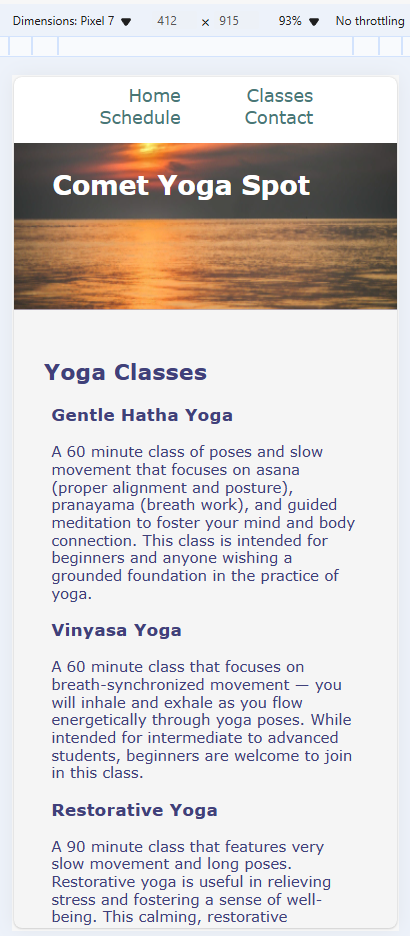 Dimensions: Pixel 7 ▼ 412 × 915 93% ▼ No throttling
Home Classes
Schedule Contact
Comet Yoga Spot
Yoga Classes
Gentle Hatha Yoga
A 60 minute class of poses and slow
movement that focuses on asana
(proper alignment and posture),
pranayama (breath work), and guided
meditation to foster your mind and body
connection. This class is intended for
beginners and anyone wishing a
grounded foundation in the practice of
yoga.
Vinyasa Yoga
A 60 minute class that focuses on
breath-synchronized movement — you
will inhale and exhale as you flow
energetically through yoga poses. While
intended for intermediate to advanced
students, beginners are welcome to join
in this class.
Restorative Yoga
A 90 minute class that features very
slow movement and long poses.
Restorative yoga is useful in relieving
stress and fostering a sense of well-
being. This calming, restorative